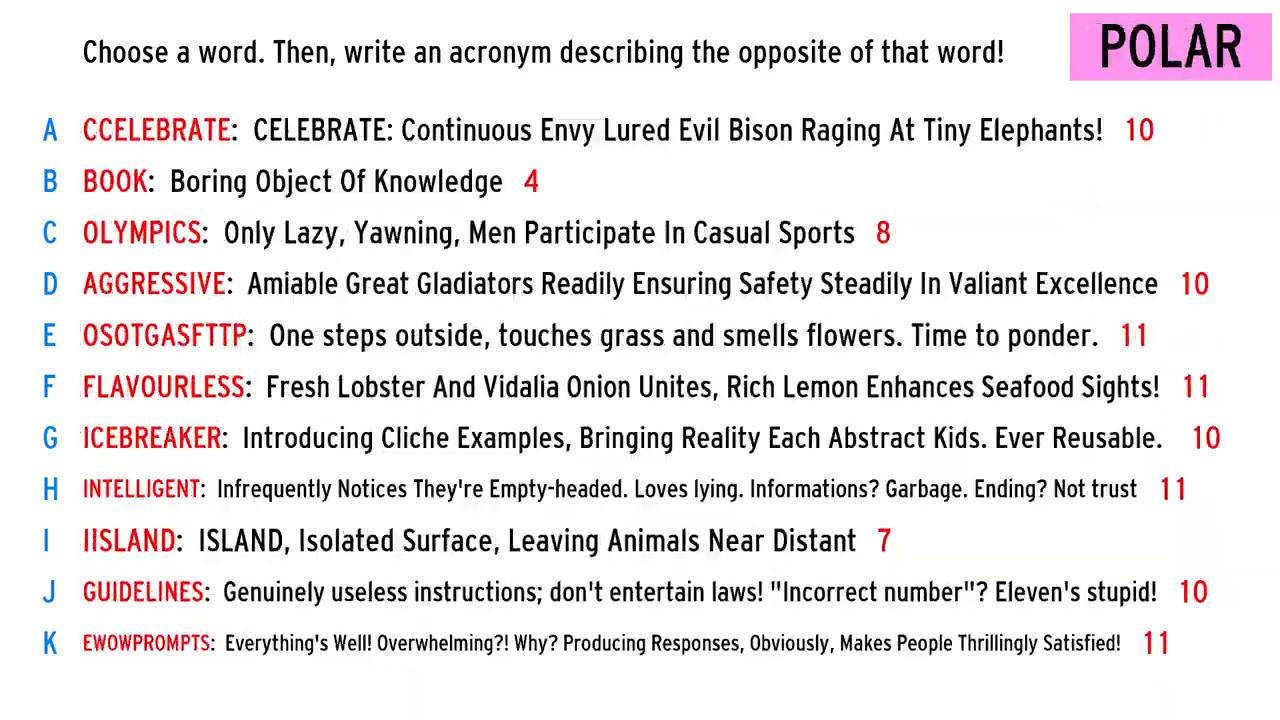 Choose a word. Then, write an acronym describing the opposite of that word!
POLAR
A CCELEBRATE: CELEBRATE: Continuous Envy Lured Evil Bison Raging At Tiny Elephants! 10
B BOOK: Boring Object Of Knowledge 4
C OLYMPICS: Only Lazy, Yawning, Men Participate In Casual Sports 8
D AGGRESSIVE: Amiable Great Gladiators Readily Ensuring Safety Steadily In Valiant Excellence 10
E OSOTGASFTTP: One steps outside, touches grass and smells flowers. Time to ponder. 11
F FLAVOURLESS: Fresh Lobster And Vidalia Onion Unites, Rich Lemon Enhances Seafood Sights! 11
G ICEBREAKER: Introducing Cliche Examples, Bringing Reality Each Abstract Kids. Ever Reusable. 10
H INTELLIGENT: Infrequently Notices They're Empty-headed. Loves lying. Informations? Garbage. Ending? Not trust 11
I IISLAND: ISLAND, Isolated Surface, Leaving Animals Near Distant 7
J GUIDELINES: Genuinely useless instructions; don't entertain laws! "Incorrect number"? Eleven's stupid! 10
K EWOWPROMPTS: Everything's Well! Overwhelming?! Why? Producing Responses, Obviously, Makes People Thrillingly Satisfied! 11